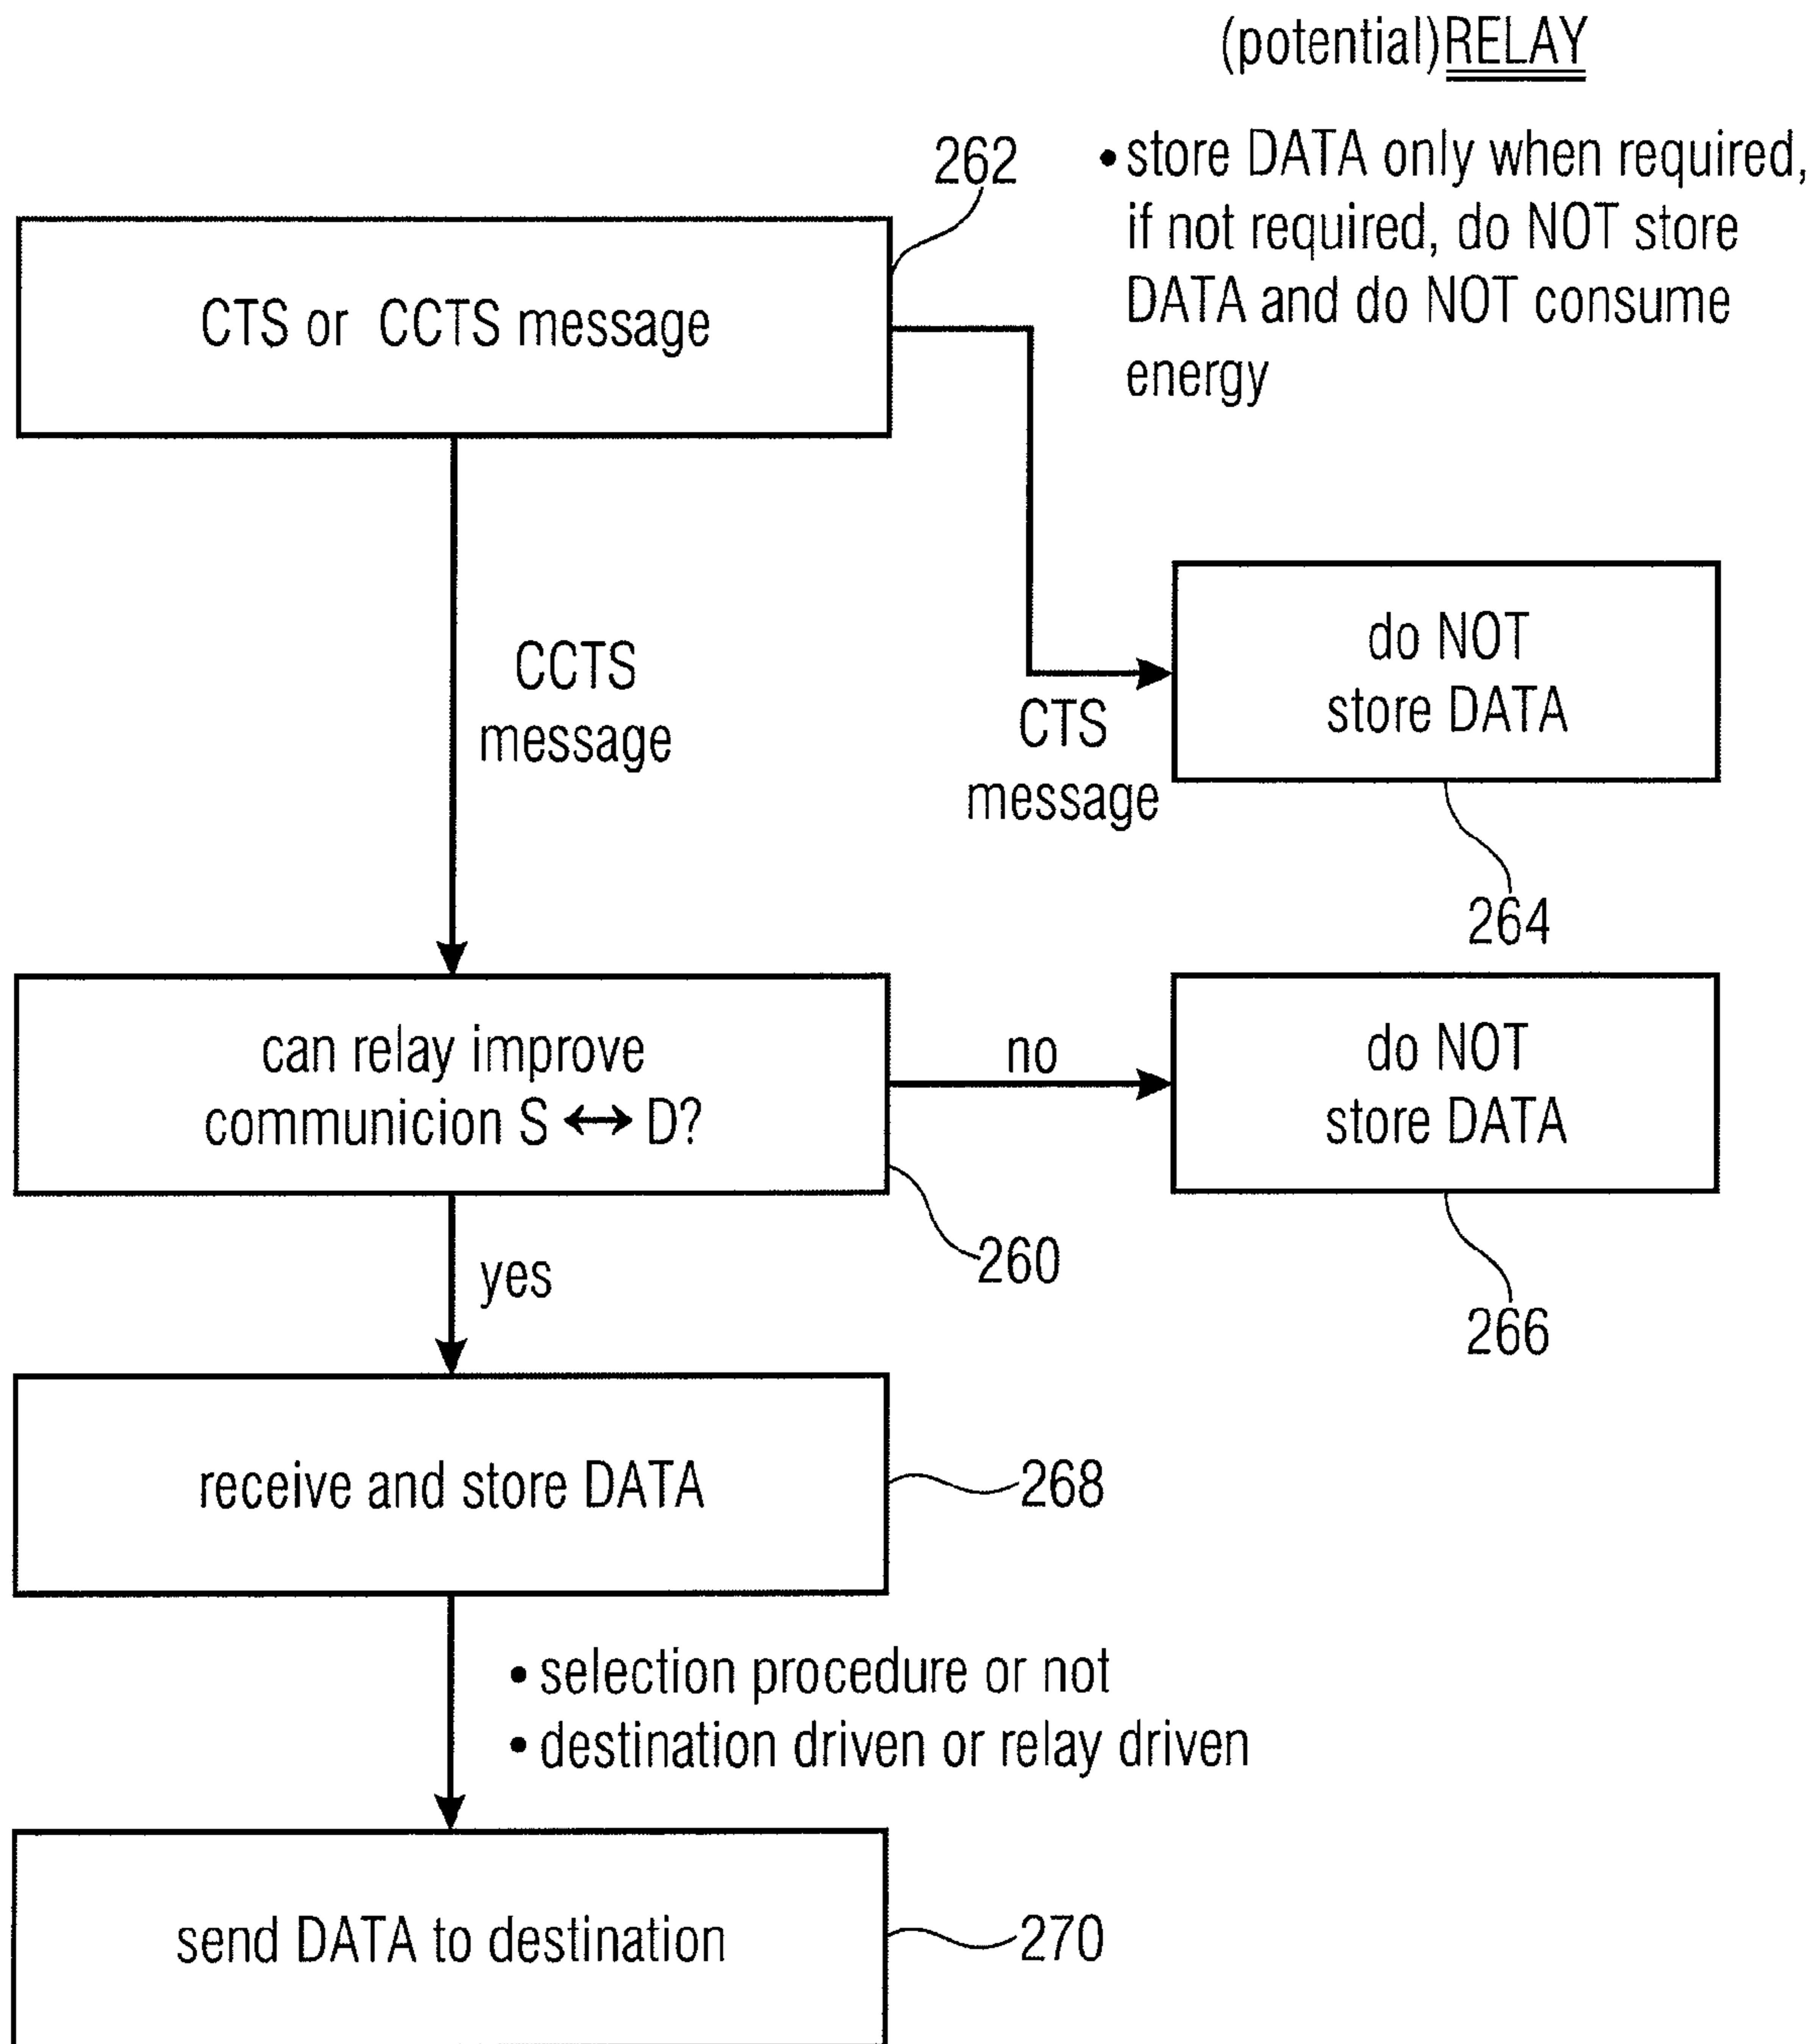 (potential)RELAY
262
• store DATA only when required,
if not required, do NOT store
DATA and do NOT consume
energy
CTS or CCTS message
CCTS
message
CTS
message
do NOT
store DATA
264
can relay improve
communicion S ↔ D?
no
do NOT
store DATA
260
266
yes
receive and store DATA
268
• selection procedure or not
• destination driven or relay driven
send DATA to destination
270